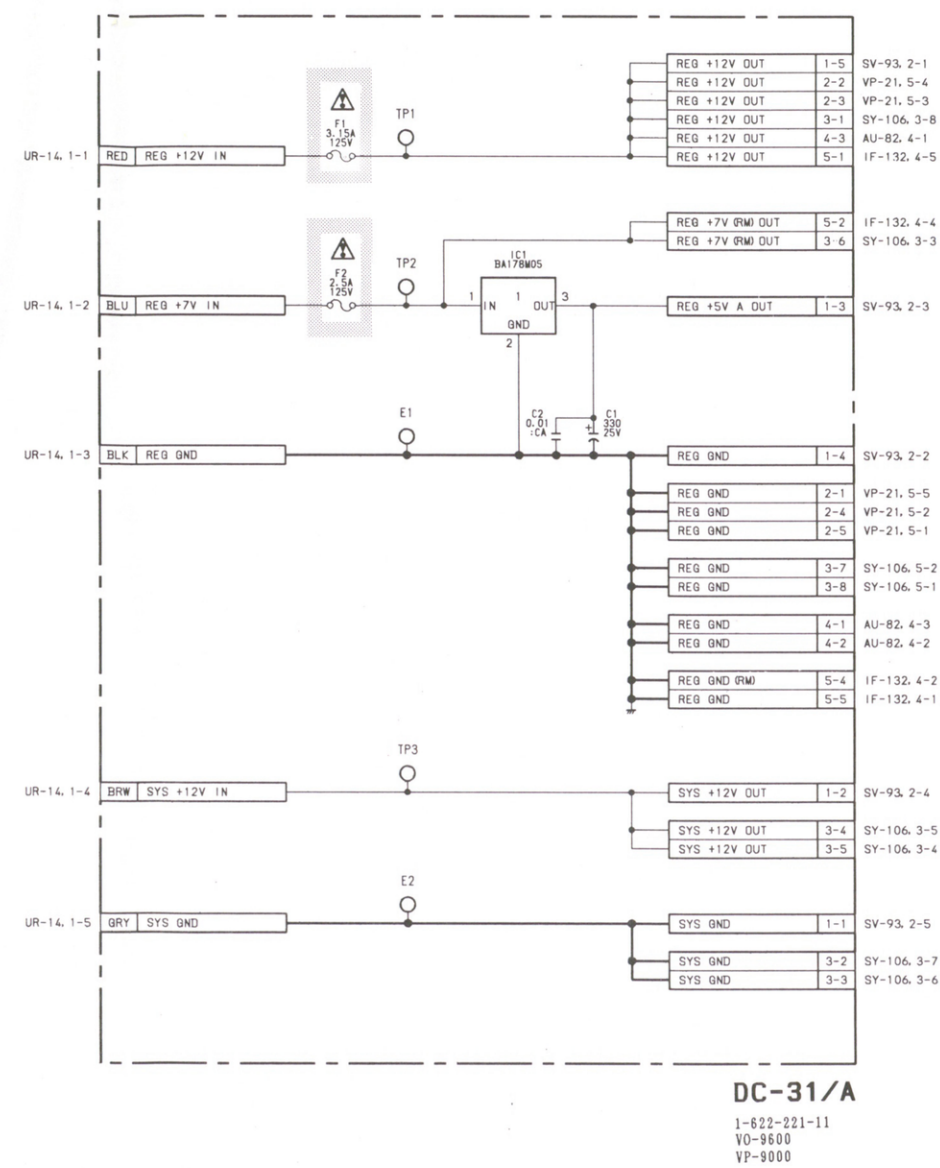 REG +12V OUT 1-5 SV-93. 2-1
REG +12V OUT 2-2 VP-21. 5-4
REG +12V OUT 2-3 VP-21. 5-3
REG +12V OUT 3-1 SY-106. 3-8
REG +12V OUT 4-3 AU-82. 4-1
F1
3.15A
125V
TP1
UR-14. 1-1 RED REG +12V IN
REG +12V OUT 5-1 IF-132. 4-5
REG +7V (RM) OUT 5-2 IF-132. 4-4
REG +7V (RM) OUT 3-6 SY-106. 3-3
F2
2.5A
125V
TP2
IC1
BA178M05
UR-14. 1-2 BLU REG +7V IN
1 IN 1 OUT 3
GND
2
REG +5V A OUT 1-3 SV-93. 2-3
E1
C2
0.01
:CA
C1
+ 330
25V
UR-14. 1-3 BLK REG GND
REG GND 1-4 SV-93. 2-2
REG GND 2-1 VP-21. 5-5
REG GND 2-4 VP-21. 5-2
REG GND 2-5 VP-21. 5-1
REG GND 3-7 SY-106. 5-2
REG GND 3-8 SY-106. 5-1
REG GND 4-1 AU-82. 4-3
REG GND 4-2 AU-82. 4-2
REG GND (RM) 5-4 IF-132. 4-2
REG GND 5-5 IF-132. 4-1
TP3
UR-14. 1-4 BRW SYS +12V IN
SYS +12V OUT 1-2 SV-93. 2-4
SYS +12V OUT 3-4 SY-106. 3-5
SYS +12V OUT 3-5 SY-106. 3-4
E2
UR-14. 1-5 GRY SYS GND
SYS GND 1-1 SV-93. 2-5
SYS GND 3-2 SY-106. 3-7
SYS GND 3-3 SY-106. 3-6
DC-31/A
1-622-221-11
VO-9600
VP-9000